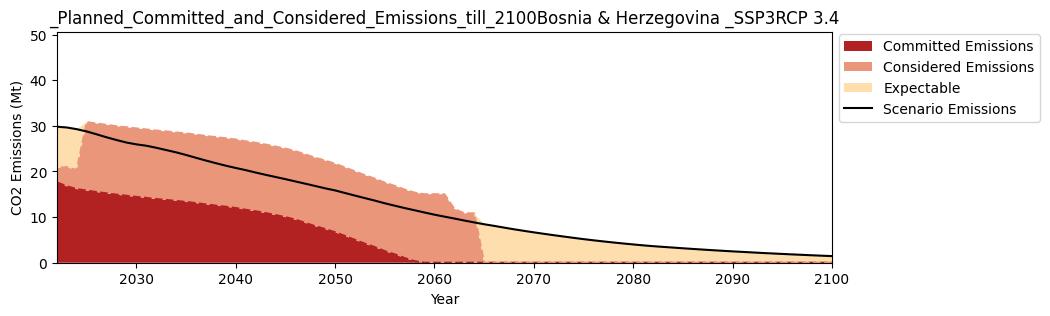 _Planned_Committed_and_Considered_Emissions_till_2100Bosnia & Herzegovina _SSP3RCP 3.4
CO2 Emissions (Mt)
50
40
30
20
10
0
2030 2040 2050 2060 2070 2080 2090 2100
Year
Committed Emissions
Considered Emissions
Expectable
Scenario Emissions